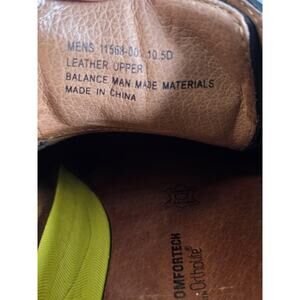 MENS 11568-001 10.5D
LEATHER UPPER
BALANCE MAN MADE MATERIALS
MADE IN CHINA
OMFORTECH
Ortholite